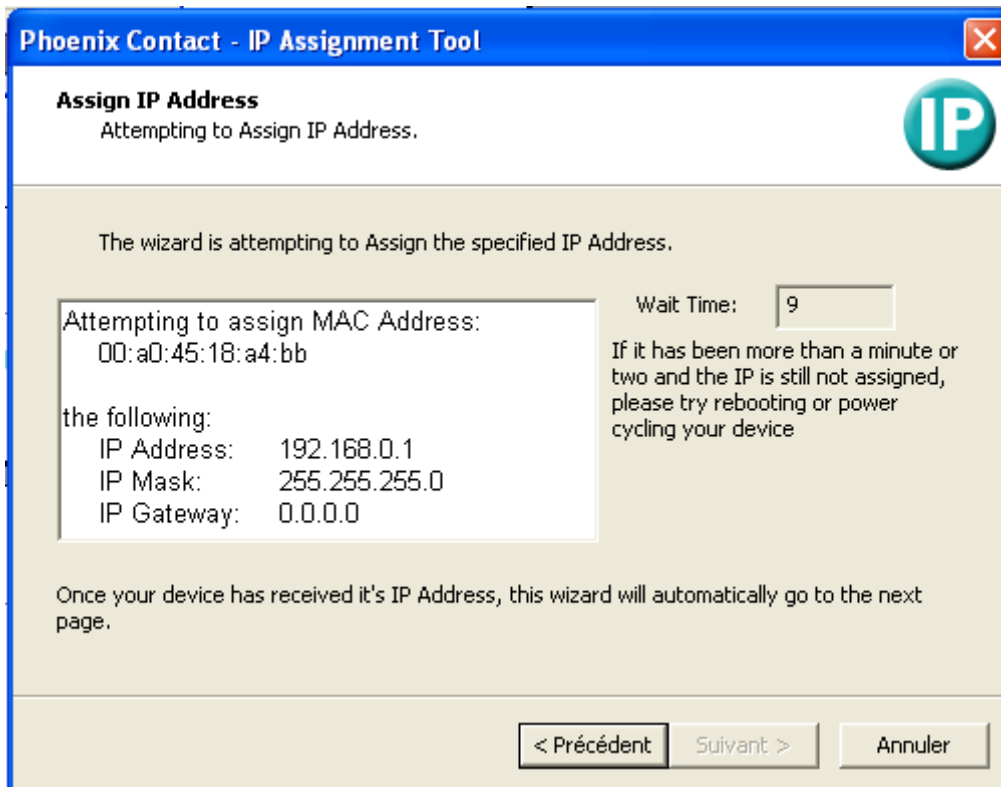 Phoenix Contact - IP Assignment Tool
Assign IP Address
Attempting to Assign IP Address.
IP
The wizard is attempting to Assign the specified IP Address.
Attempting to assign MAC Address:
00:a0:45:18:a4:bb
the following:
IP Address: 192.168.0.1
IP Mask: 255.255.255.0
IP Gateway: 0.0.0.0
Wait Time: 9
If it has been more than a minute or
two and the IP is still not assigned,
please try rebooting or power
cycling your device
Once your device has received it's IP Address, this wizard will automatically go to the next
page.
< Précédent
Suivant >
Annuler